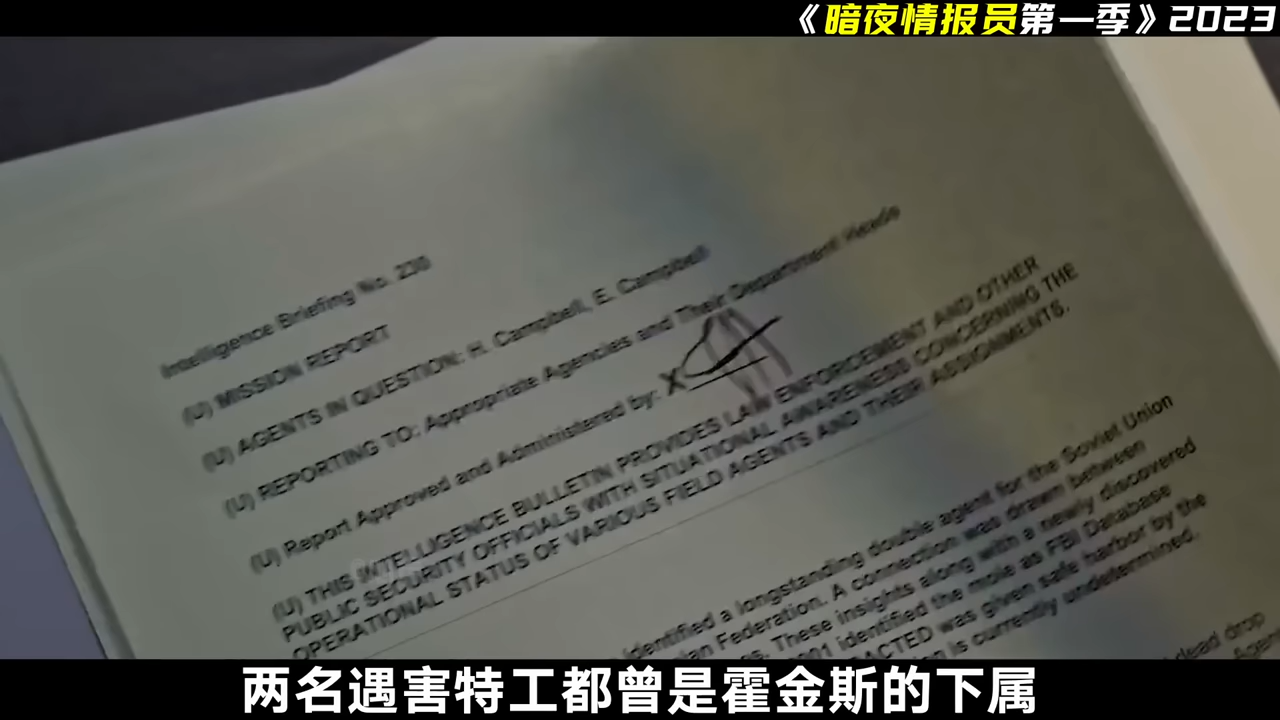 《暗夜情报员第一季》2023
Intelligence Briefing No. 230
(U) MISSION REPORT
(U) AGENTS IN QUESTION: H. Campbell, E. Campbell
(U) REPORTING TO: Appropriate Agencies and Their Department Heads
(U) Report Approved and Administered by: X
(U) THIS INTELLIGENCE BULLETIN PROVIDES LAW ENFORCEMENT AND OTHER
PUBLIC SECURITY OFFICIALS WITH SITUATIONAL AWARENESS CONCERNING THE
OPERATIONAL STATUS OF VARIOUS FIELD AGENTS AND THEIR ASSIGNMENTS.
identified a longstanding double agent for the Soviet Union
Federation. A connection was drawn between
These insights along with a newly discovered
2001 identified the mole as FBI Database
was given safe harbor by the
is currently undetermined.
dead drop
两名遇害特工都曾是霍金斯的下属